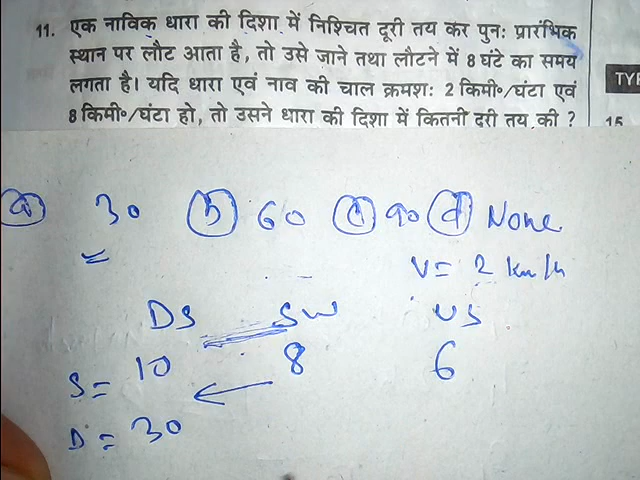 11. एक नाविक धारा की दिशा में निश्चित दूरी तय कर पुनः प्रारंभिक
स्थान पर लौट आता है, तो उसे जाने तथा लौटने में 8 घंटे का समय
लगता है। यदि धारा एवं नाव की चाल क्रमशः 2 किमी०/घंटा एवं
TYP
8 किमी०/घंटा हो, तो उसने धारा की दिशा में कितनी दूरी तय की ?
15
(a) 30 (b) 60 (c) 90 (d) None
V = 2 km/h
DS SW US
S = 10 8 6
D = 30